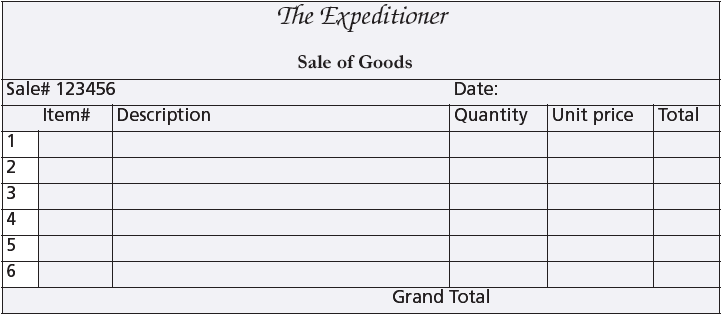 The Expeditioner
Sale of Goods
Sale# 123456 Date:
Item# Description Quantity Unit price Total
1
2
3
4
5
6
Grand Total